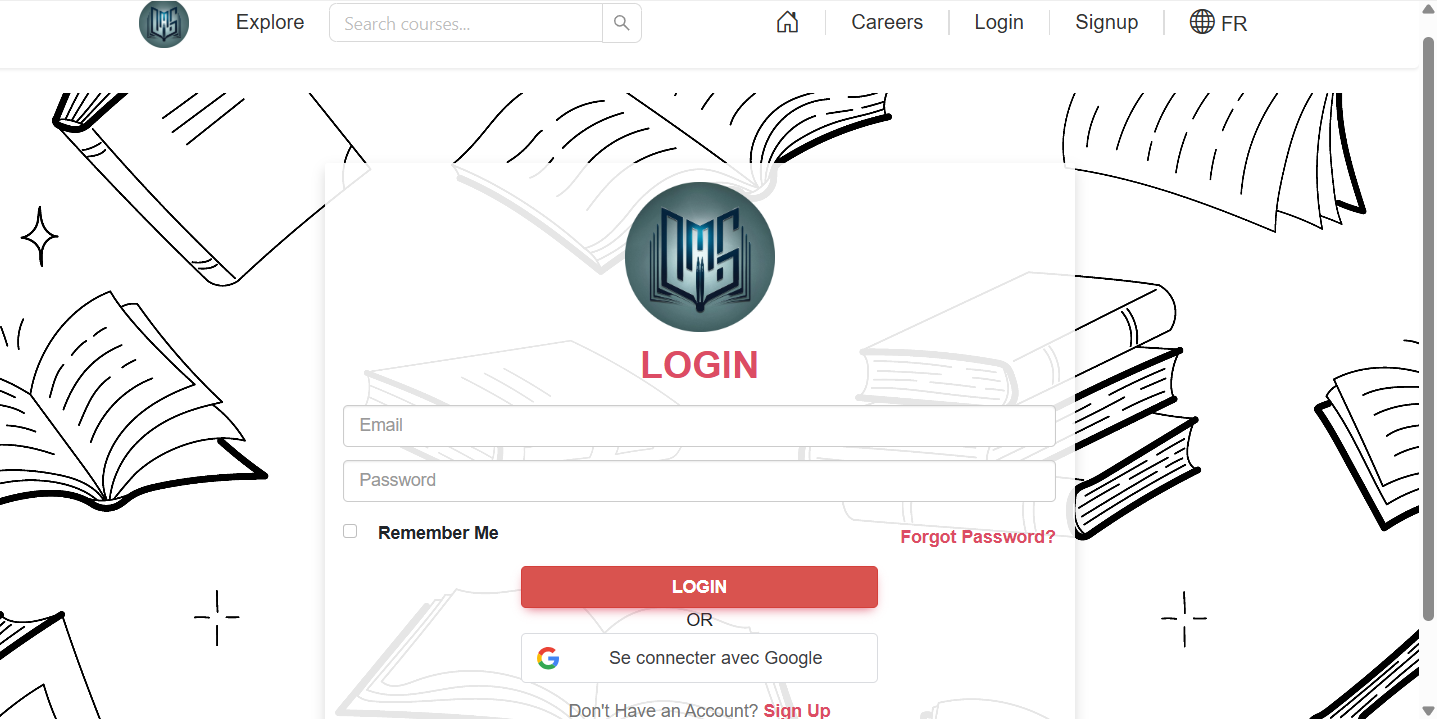 Explore Search courses... Careers Login Signup FR
LMS
LOGIN
Email
Password
Remember Me Forgot Password?
LOGIN
OR
Se connecter avec Google
Don't Have an Account? Sign Up